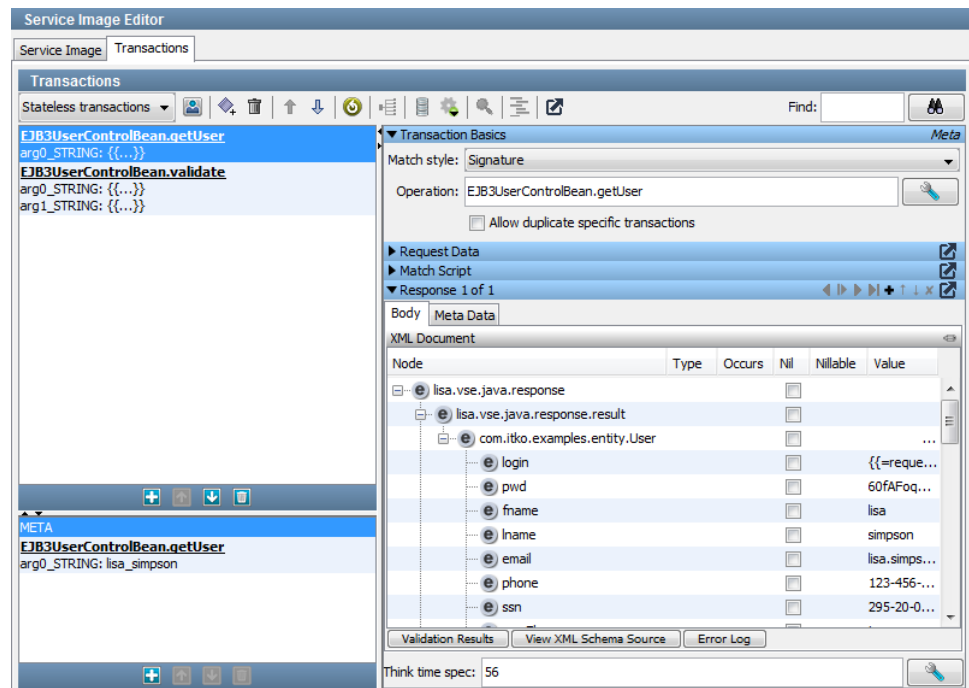 Service Image Editor
Service Image Transactions
Transactions
Stateless transactions Find:
EJB3UserControlBean.getUser
arg0_STRING: {{...}}
EJB3UserControlBean.validate
arg0_STRING: {{...}}
arg1_STRING: {{...}}
META
EJB3UserControlBean.getUser
arg0_STRING: lisa_simpson
Transaction Basics Meta
Match style: Signature
Operation: EJB3UserControlBean.getUser
Allow duplicate specific transactions
Request Data
Match Script
Response 1 of 1
Body Meta Data
XML Document
Node Type Occurs Nil Nillable Value
e lisa.vse.java.response
e lisa.vse.java.response.result
e com.itko.examples.entity.User ...
e login {{=reque...
e pwd 60fAFoq...
e fname lisa
e lname simpson
e email lisa.simps...
e phone 123-456-...
e ssn 295-20-0...
Validation Results View XML Schema Source Error Log
Think time spec: 56